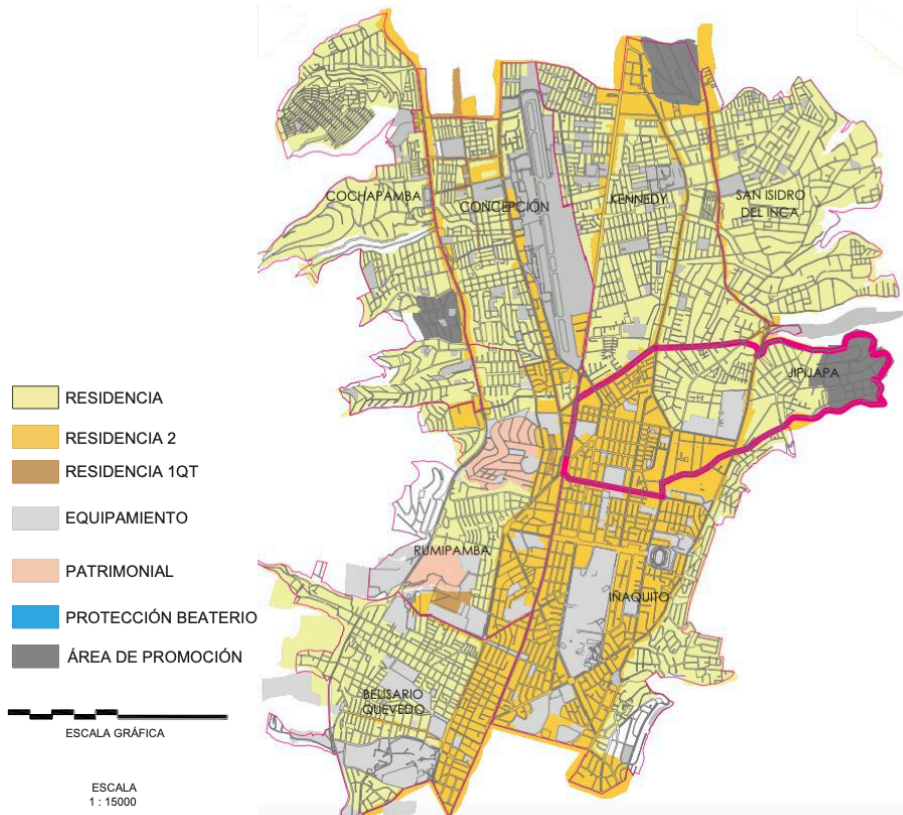 COCHAPAMBA
CONCEPCIÓN
KENNEDY
SAN ISIDRO
DEL INCA
JIPIJAPA
RUMIPAMBA
IÑAQUITO
BELISARIO
QUEVEDO
RESIDENCIA
RESIDENCIA 2
RESIDENCIA 1QT
EQUIPAMIENTO
PATRIMONIAL
PROTECCIÓN BEATERIO
ÁREA DE PROMOCIÓN
ESCALA GRÁFICA
ESCALA
1 : 15000